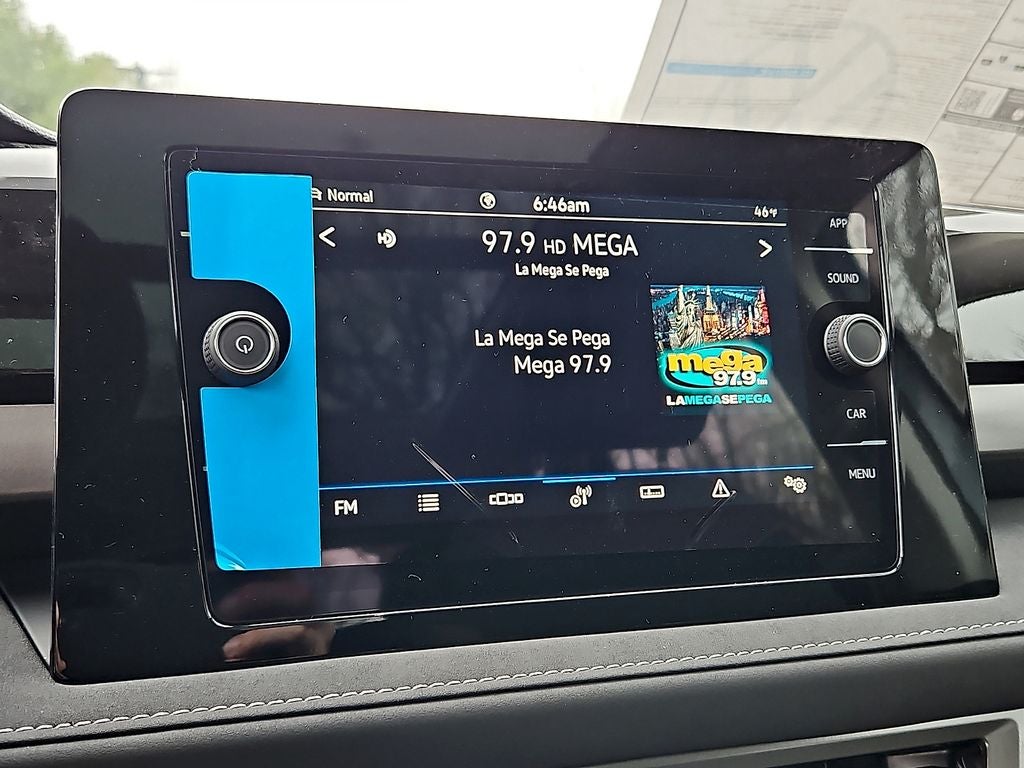 Normal
6:46am
46°F
APP
97.9 HD MEGA
La Mega Se Pega
SOUND
La Mega Se Pega
Mega 97.9
mega
97.9 fm
LAMEGASEPEGA
CAR
MENU
FM